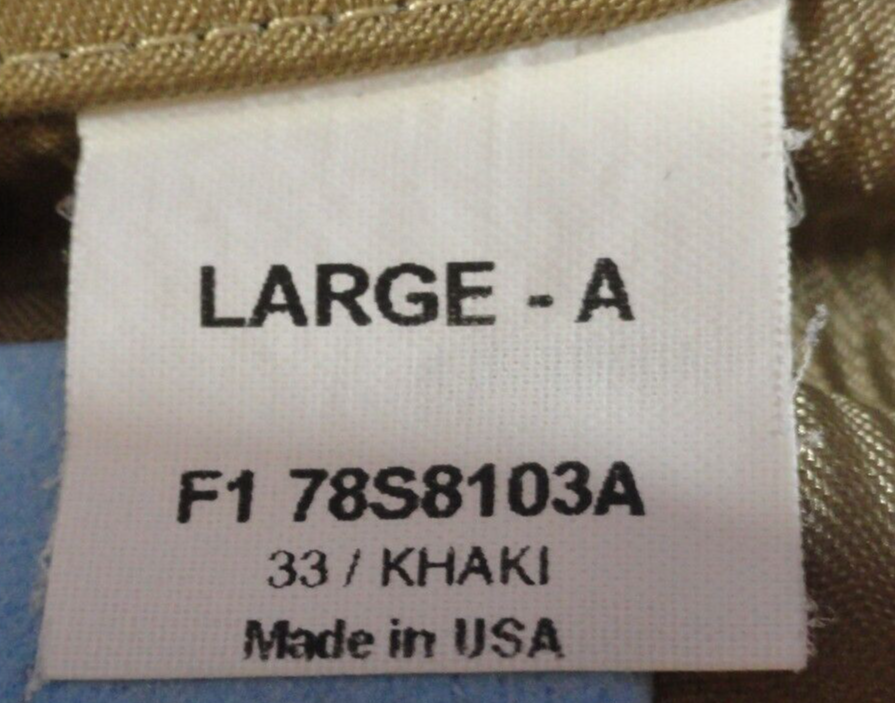 LARGE - A
F1 78S8103A
33 / KHAKI
Made in USA